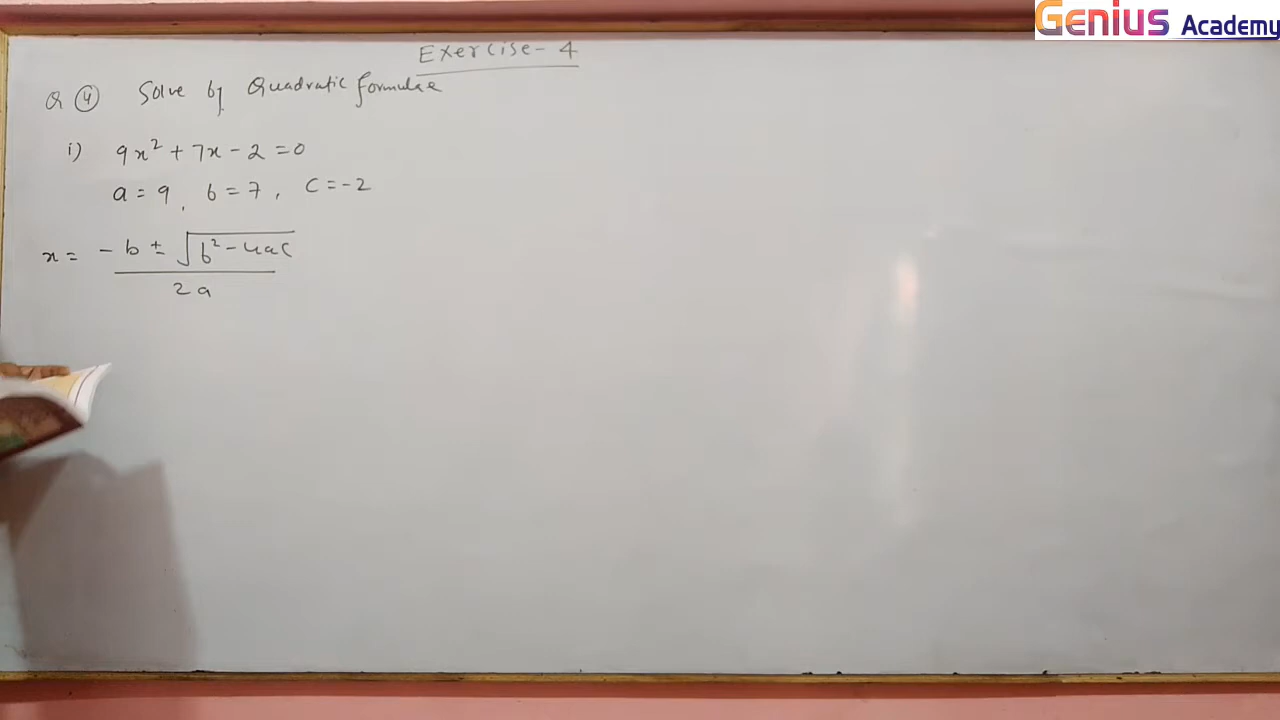 Genius Academy
Exercise - 4
Q ④ Solve by Quadratic formulae
i) 9x² + 7x - 2 = 0
a = 9, b = 7, c = -2
x = -b ± √(b² - 4ac) / 2a